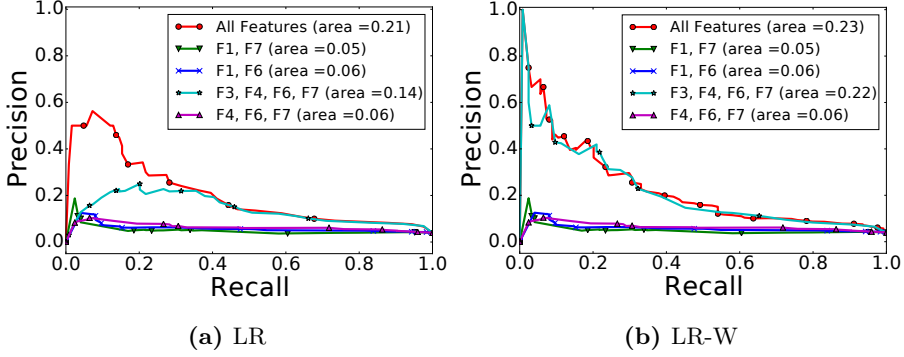 Precision
1.0
0.8
0.6
0.4
0.2
0.0
All Features (area =0.21)
F1, F7 (area =0.05)
F1, F6 (area =0.06)
F3, F4, F6, F7 (area =0.14)
F4, F6, F7 (area =0.06)
0.0 0.2 0.4 0.6 0.8 1.0
Recall
(a) LR
Precision
1.0
0.8
0.6
0.4
0.2
0.0
All Features (area =0.23)
F1, F7 (area =0.05)
F1, F6 (area =0.06)
F3, F4, F6, F7 (area =0.22)
F4, F6, F7 (area =0.06)
0.0 0.2 0.4 0.6 0.8 1.0
Recall
(b) LR-W